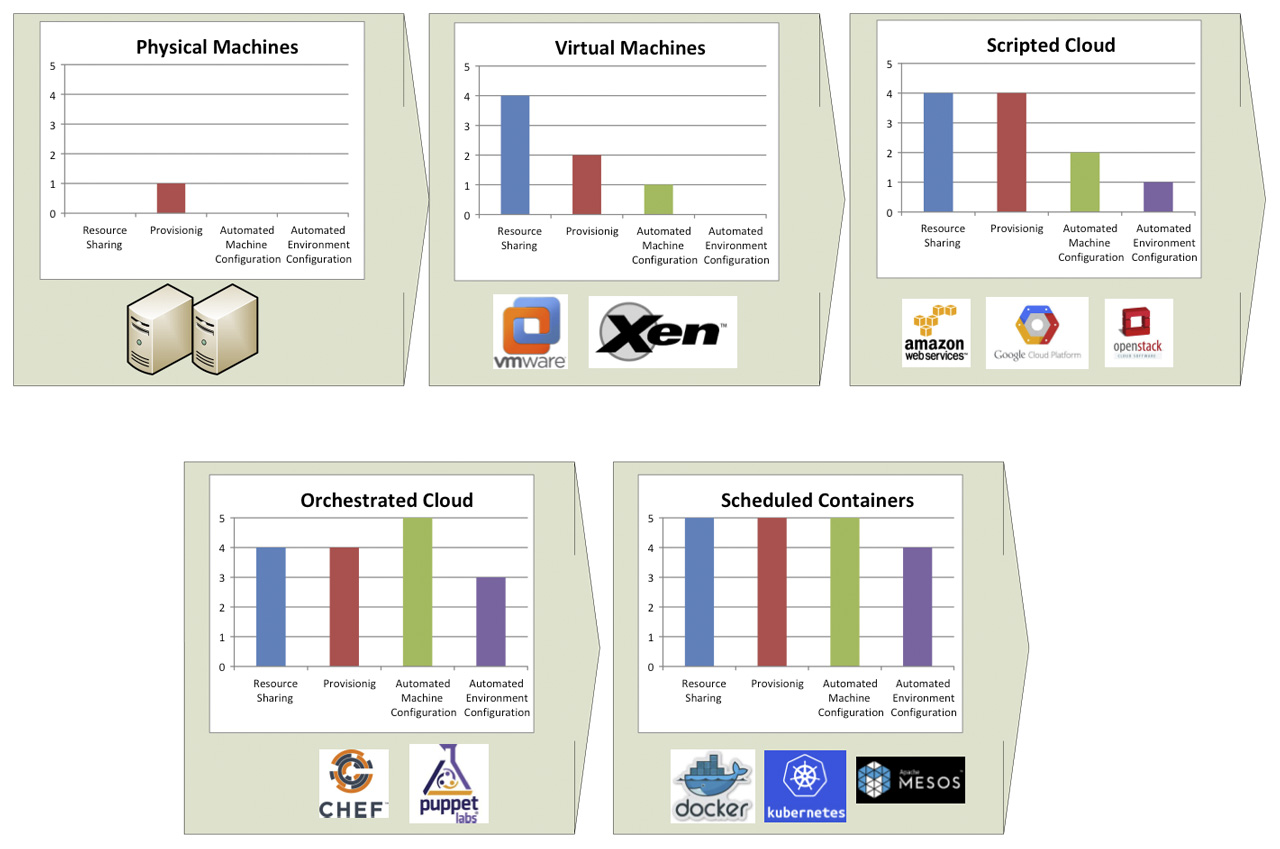 Physical Machines
5
4
3
2
1
0
Resource Sharing
Provisionig
Automated Machine Configuration
Automated Environment Configuration
Virtual Machines
5
4
3
2
1
0
Resource Sharing
Provisionig
Automated Machine Configuration
Automated Environment Configuration
vmware
Xen™
Scripted Cloud
5
4
3
2
1
0
Resource Sharing
Provisionig
Automated Machine Configuration
Automated Environment Configuration
amazon
webservices™
Google Cloud Platform
openstack
CLOUD SOFTWARE
Orchestrated Cloud
5
4
3
2
1
0
Resource Sharing
Provisionig
Automated Machine Configuration
Automated Environment Configuration
CHEF™
puppet
labs
Scheduled Containers
5
4
3
2
1
0
Resource Sharing
Provisionig
Automated Machine Configuration
Automated Environment Configuration
docker
kubernetes
Apache
MESOS